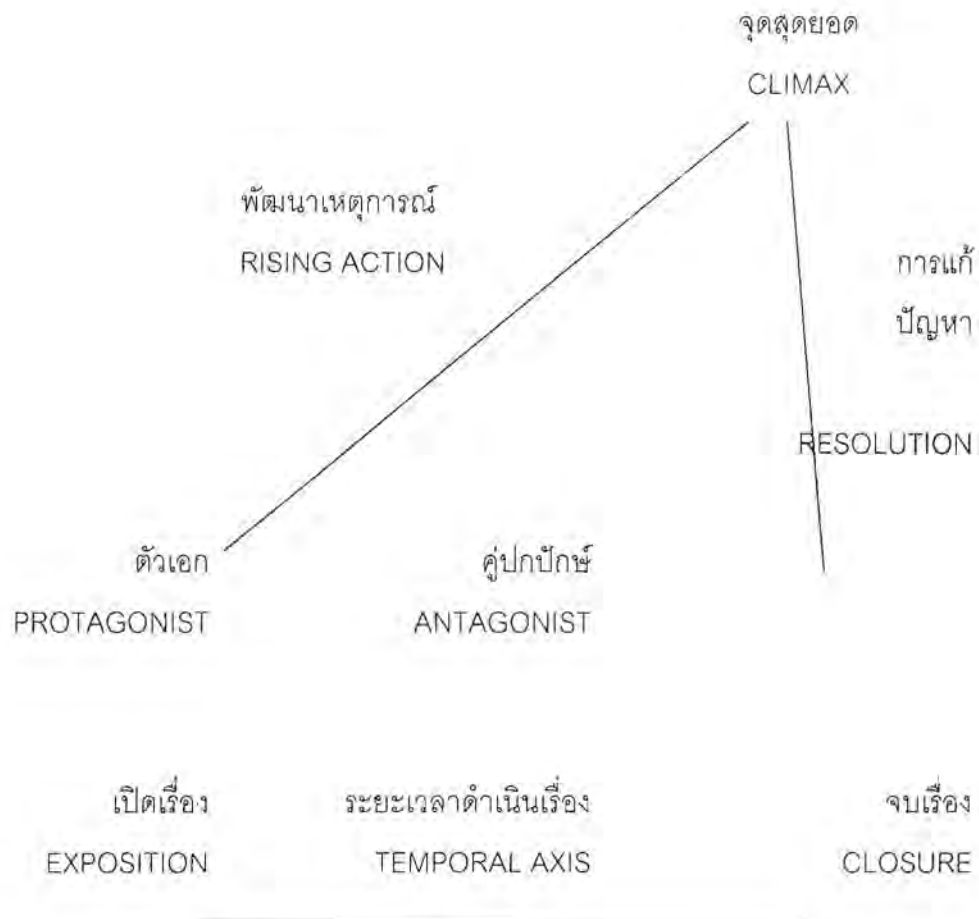 จุดสุดยอด
CLIMAX
พัฒนาเหตุการณ์
RISING ACTION
การแก้
ปัญหา
RESOLUTION
ตัวเอก
คู่ปกปักษ์
PROTAGONIST
ANTAGONIST
เปิดเรื่อง
ระยะเวลาดำเนินเรื่อง
จบเรื่อง
EXPOSITION
TEMPORAL AXIS
CLOSURE